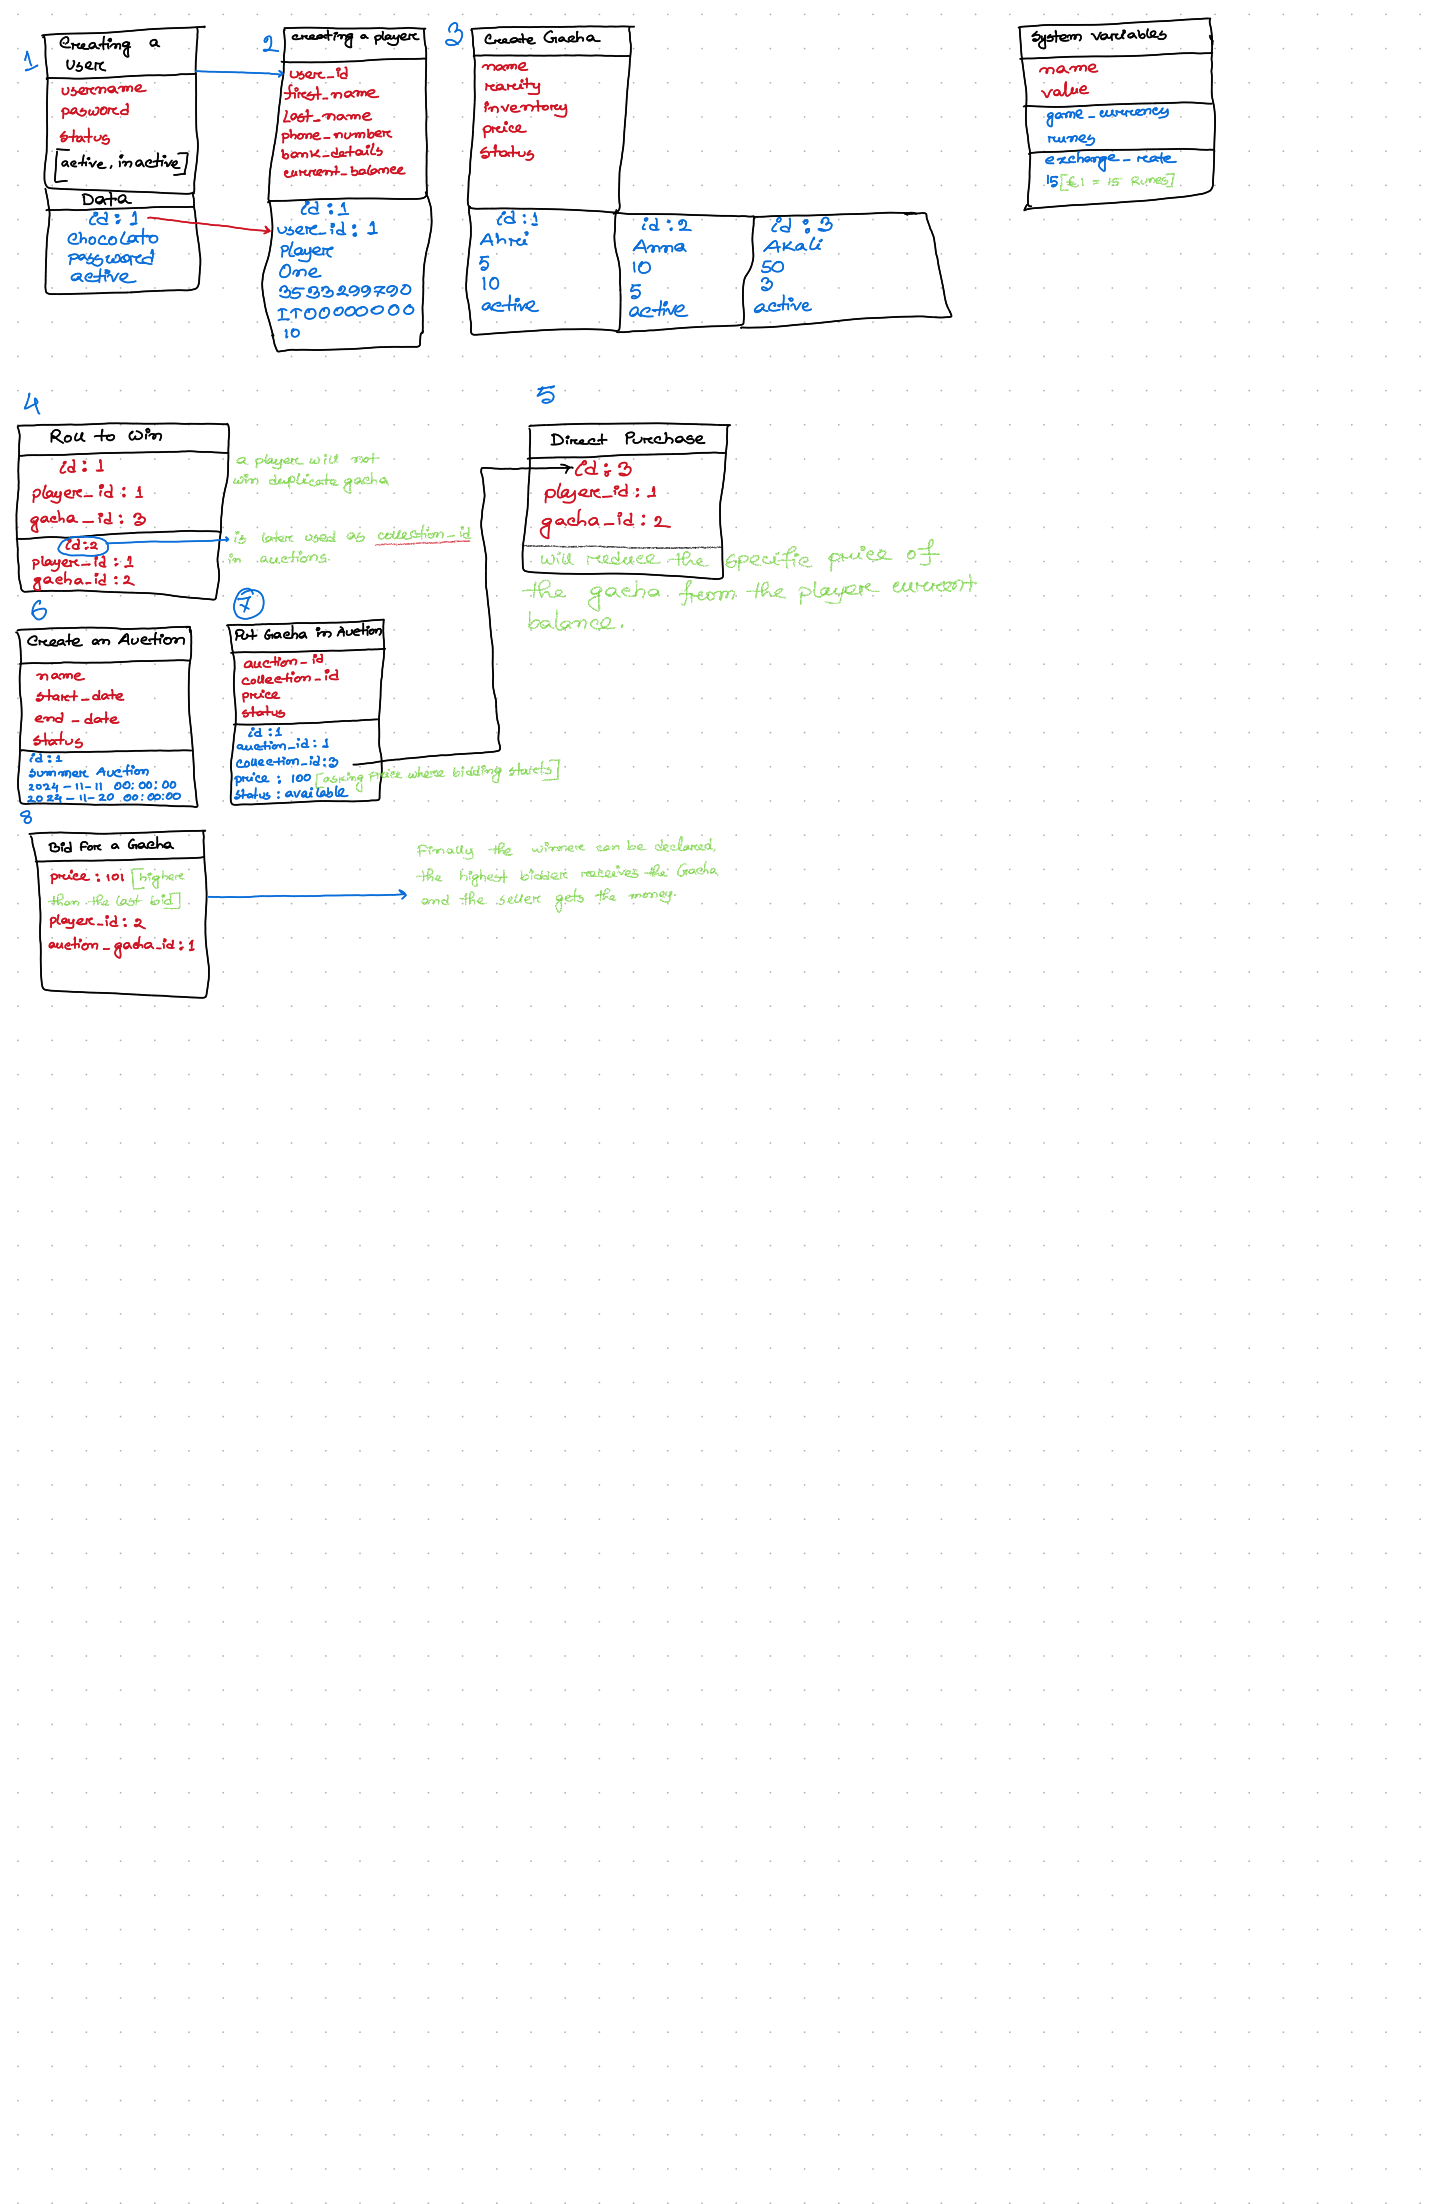 1
Creating a
user
username
pasword
status
[active, inactive]
Data
id : 1
Chocolato
password
active
2
creating a player
user_id
first_name
Last_name
phone_number
bank_details
current_balance
id : 1
user_id : 1
Player
One
3533299790
IT00000000
10
3
Create Gacha
name
rarity
inventory
price
status
id : 1
Ahri
5
10
active
id : 2
Anna
10
5
active
id : 3
AKali
50
3
active
System variables
name
value
game_currency
runes
exchange_rate
15 [€1 = 15 Runes]
4
Roll to win
id : 1
player_id : 1
gacha_id : 3
id:2
player_id : 1
gacha_id : 2
a player will not
win duplicate gacha
is later used as collection_id
in auctions.
5
Direct Purchase
id : 3
player_id : 1
gacha_id : 2
will reduce the specific price of
the gacha from the player current
balance.
6
Create an Auction
name
start_date
end_date
status
id : 1
Summer Auction
2024-11-11 00:00:00
2024-11-20 00:00:00
7
Put Gacha in Auction
auction_id
collection_id
price
status
id : 1
auction_id : 1
collection_id:3
price : 100 [asking price where bidding starts]
status : available
8
Bid For a Gacha
price : 101 [higher
than the last bid]
player_id : 2
auction_gacha_id : 1
Finally the winner can be declared,
the highest bidder receives the Gacha
and the seller gets the money.